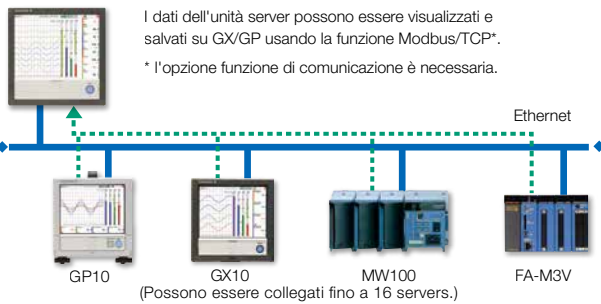 I dati dell'unità server possono essere visualizzati e
salvati su GX/GP usando la funzione Modbus/TCP*.
* l'opzione funzione di comunicazione è necessaria.
Ethernet
GP10
GX10
MW100
FA-M3V
(Possono essere collegati fino a 16 servers.)